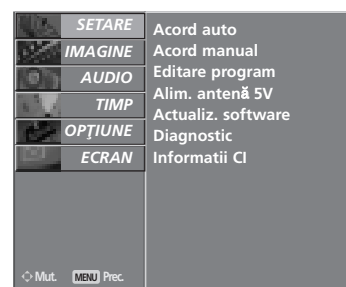 SETARE
IMAGINE
AUDIO
TIMP
OPŢIUNE
ECRAN
Acord auto
Acord manual
Editare program
Alim. antenă 5V
Actualiz. software
Diagnostic
Informatii CI
Mut. MENU Prec.